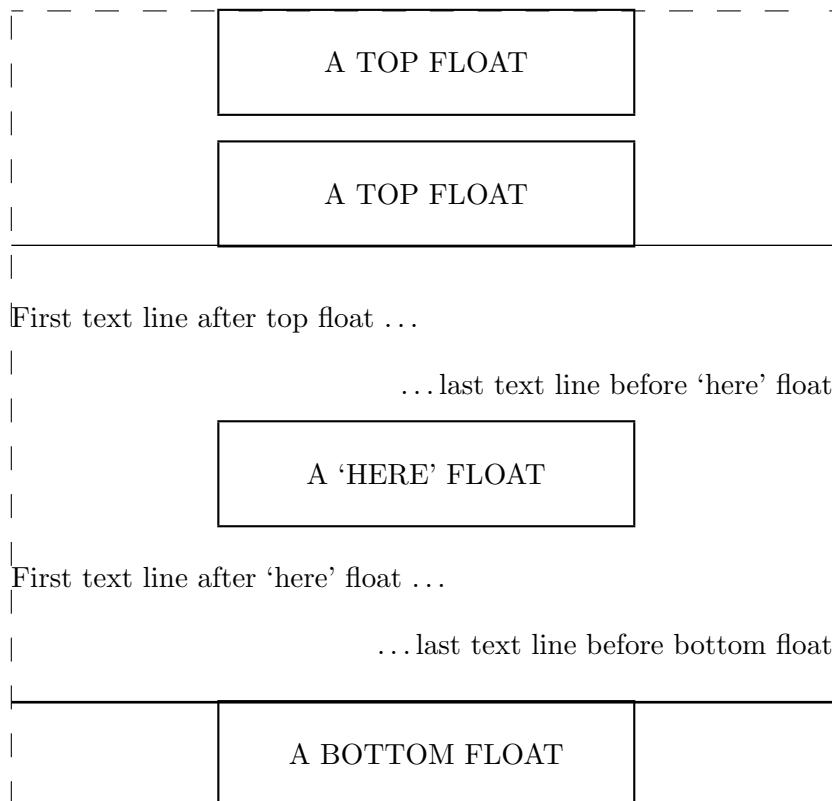 A TOP FLOAT
A TOP FLOAT
First text line after top float ...
...last text line before ‘here’ float
A ‘HERE’ FLOAT
First text line after ‘here’ float ...
...last text line before bottom float
A BOTTOM FLOAT